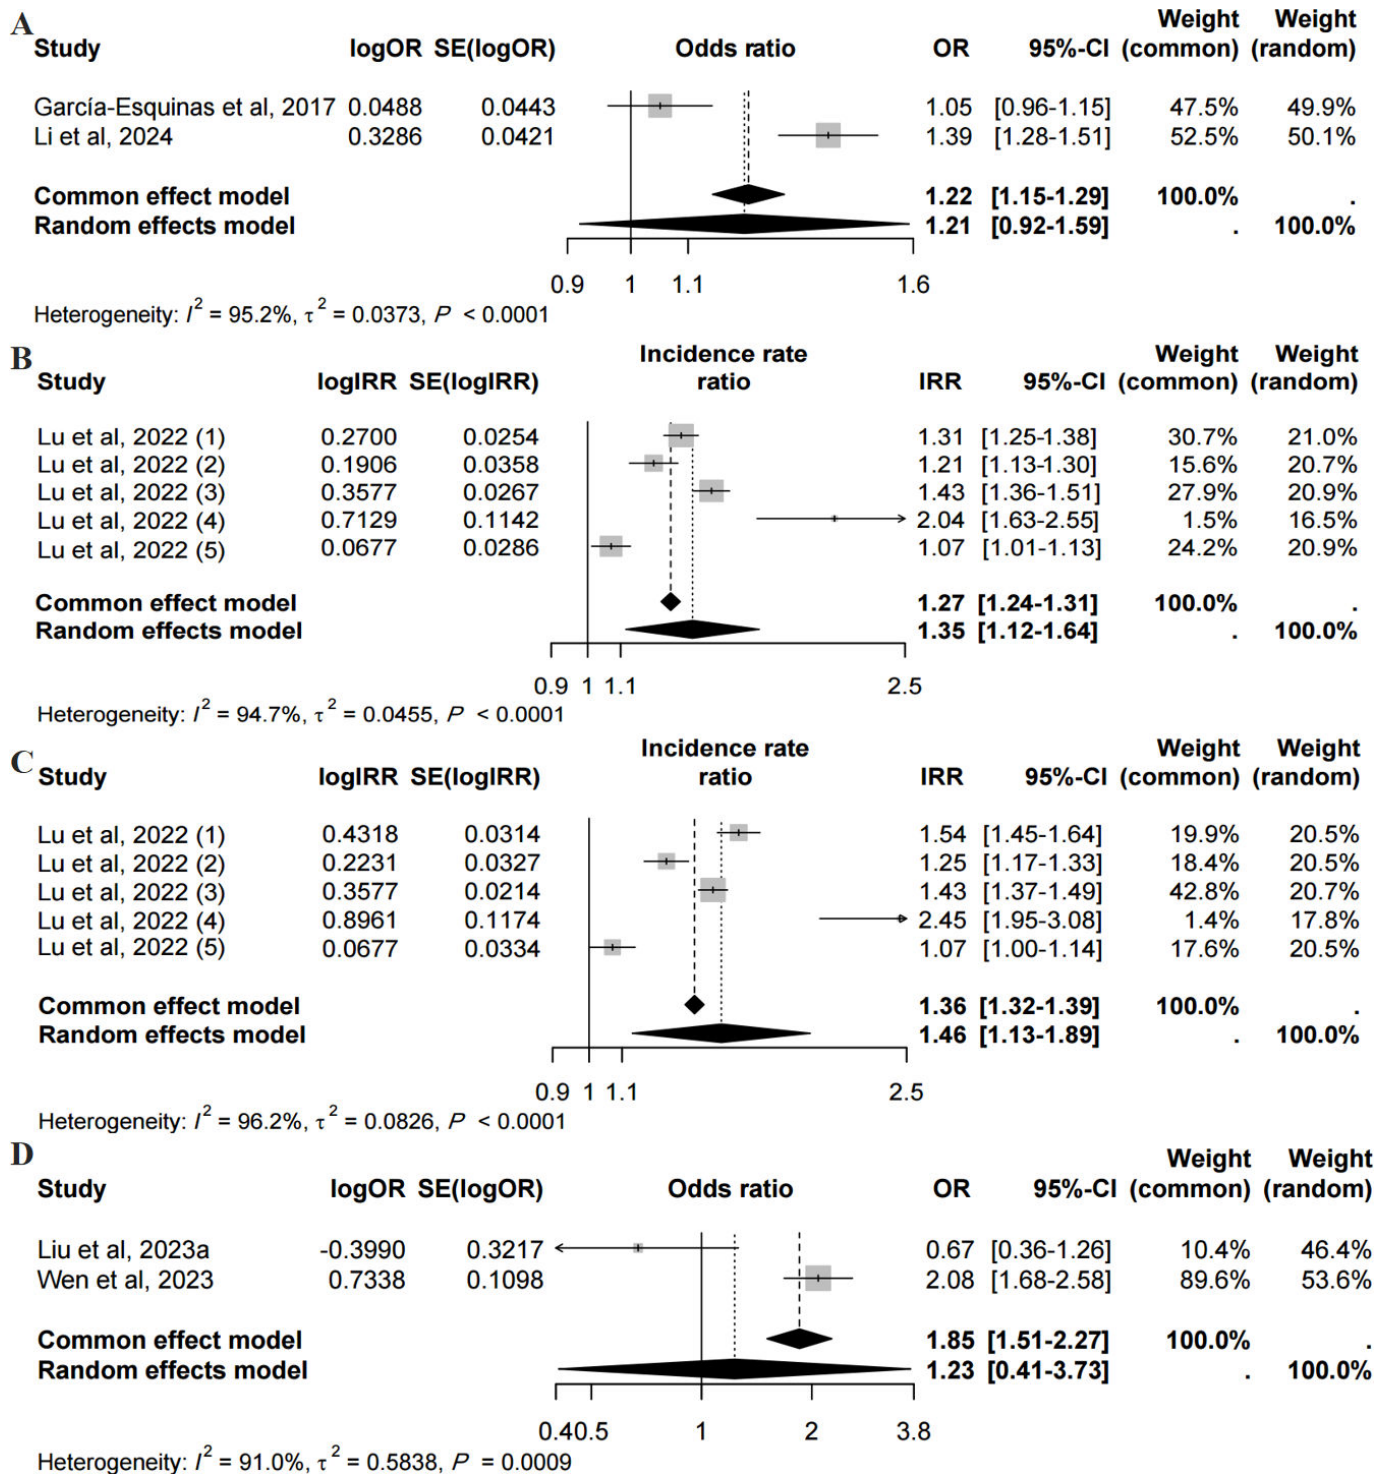 A
Weight Weight
Study logOR SE(logOR) Odds ratio OR 95%-CI (common) (random)
García-Esquinas et al, 2017 0.0488 0.0443 1.05 [0.96-1.15] 47.5% 49.9%
Li et al, 2024 0.3286 0.0421 1.39 [1.28-1.51] 52.5% 50.1%
Common effect model 1.22 [1.15-1.29] 100.0% .
Random effects model 1.21 [0.92-1.59] . 100.0%
0.9 1 1.1 1.6
Heterogeneity: I² = 95.2%, τ² = 0.0373, P < 0.0001
B
Incidence rate Weight Weight
Study logIRR SE(logIRR) ratio IRR 95%-CI (common) (random)
Lu et al, 2022 (1) 0.2700 0.0254 1.31 [1.25-1.38] 30.7% 21.0%
Lu et al, 2022 (2) 0.1906 0.0358 1.21 [1.13-1.30] 15.6% 20.7%
Lu et al, 2022 (3) 0.3577 0.0267 1.43 [1.36-1.51] 27.9% 20.9%
Lu et al, 2022 (4) 0.7129 0.1142 2.04 [1.63-2.55] 1.5% 16.5%
Lu et al, 2022 (5) 0.0677 0.0286 1.07 [1.01-1.13] 24.2% 20.9%
Common effect model 1.27 [1.24-1.31] 100.0% .
Random effects model 1.35 [1.12-1.64] . 100.0%
0.9 1 1.1 2.5
Heterogeneity: I² = 94.7%, τ² = 0.0455, P < 0.0001
C
Incidence rate Weight Weight
Study logIRR SE(logIRR) ratio IRR 95%-CI (common) (random)
Lu et al, 2022 (1) 0.4318 0.0314 1.54 [1.45-1.64] 19.9% 20.5%
Lu et al, 2022 (2) 0.2231 0.0327 1.25 [1.17-1.33] 18.4% 20.5%
Lu et al, 2022 (3) 0.3577 0.0214 1.43 [1.37-1.49] 42.8% 20.7%
Lu et al, 2022 (4) 0.8961 0.1174 2.45 [1.95-3.08] 1.4% 17.8%
Lu et al, 2022 (5) 0.0677 0.0334 1.07 [1.00-1.14] 17.6% 20.5%
Common effect model 1.36 [1.32-1.39] 100.0% .
Random effects model 1.46 [1.13-1.89] . 100.0%
0.9 1 1.1 2.5
Heterogeneity: I² = 96.2%, τ² = 0.0826, P < 0.0001
D
Weight Weight
Study logOR SE(logOR) Odds ratio OR 95%-CI (common) (random)
Liu et al, 2023a -0.3990 0.3217 0.67 [0.36-1.26] 10.4% 46.4%
Wen et al, 2023 0.7338 0.1098 2.08 [1.68-2.58] 89.6% 53.6%
Common effect model 1.85 [1.51-2.27] 100.0% .
Random effects model 1.23 [0.41-3.73] . 100.0%
0.4 0.5 1 2 3.8
Heterogeneity: I² = 91.0%, τ² = 0.5838, P = 0.0009